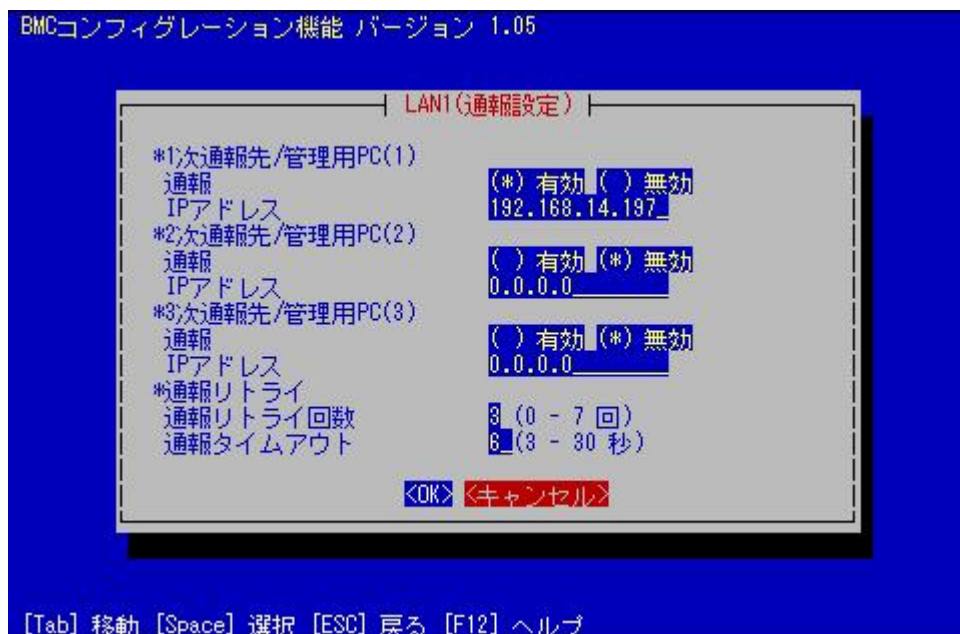 BMCコンフィグレーション機能 バージョン 1.05
LAN1(通報設定)
*1次通報先/管理用PC(1)
通報 (*) 有効 ( ) 無効
IPアドレス 192.168.14.197_
*2次通報先/管理用PC(2)
通報 ( ) 有効 (*) 無効
IPアドレス 0.0.0.0________
*3次通報先/管理用PC(3)
通報 ( ) 有効 (*) 無効
IPアドレス 0.0.0.0________
*通報リトライ
通報リトライ回数 3 (0 - 7 回)
通報タイムアウト 6_(3 - 30 秒)
<OK> <キャンセル>
[Tab] 移動 [Space] 選択 [ESC] 戻る [F12] ヘルプ